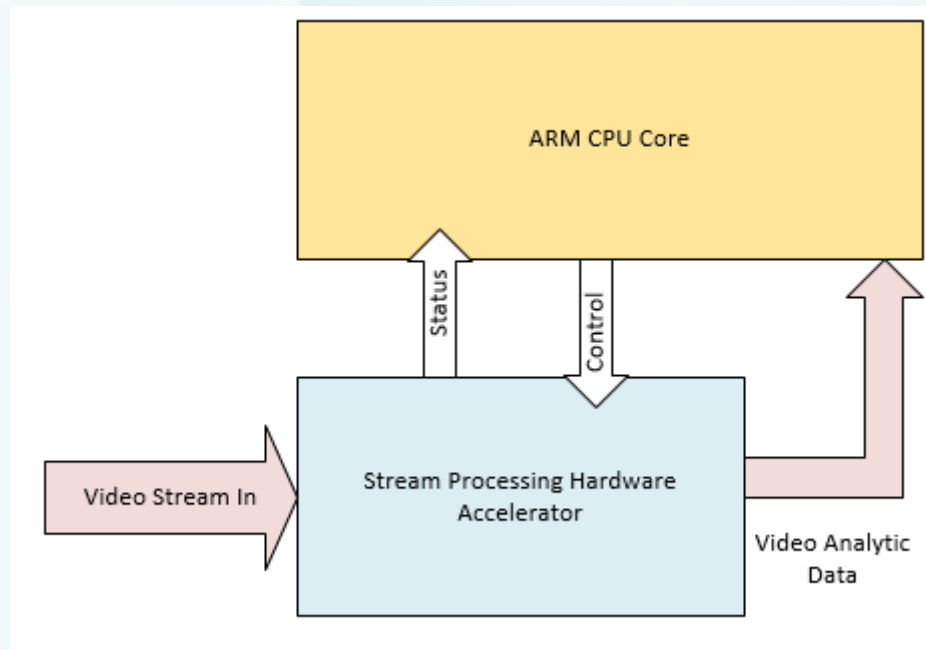 ARM CPU Core
Status
Control
Video Stream In
Stream Processing Hardware
Accelerator
Video Analytic
Data